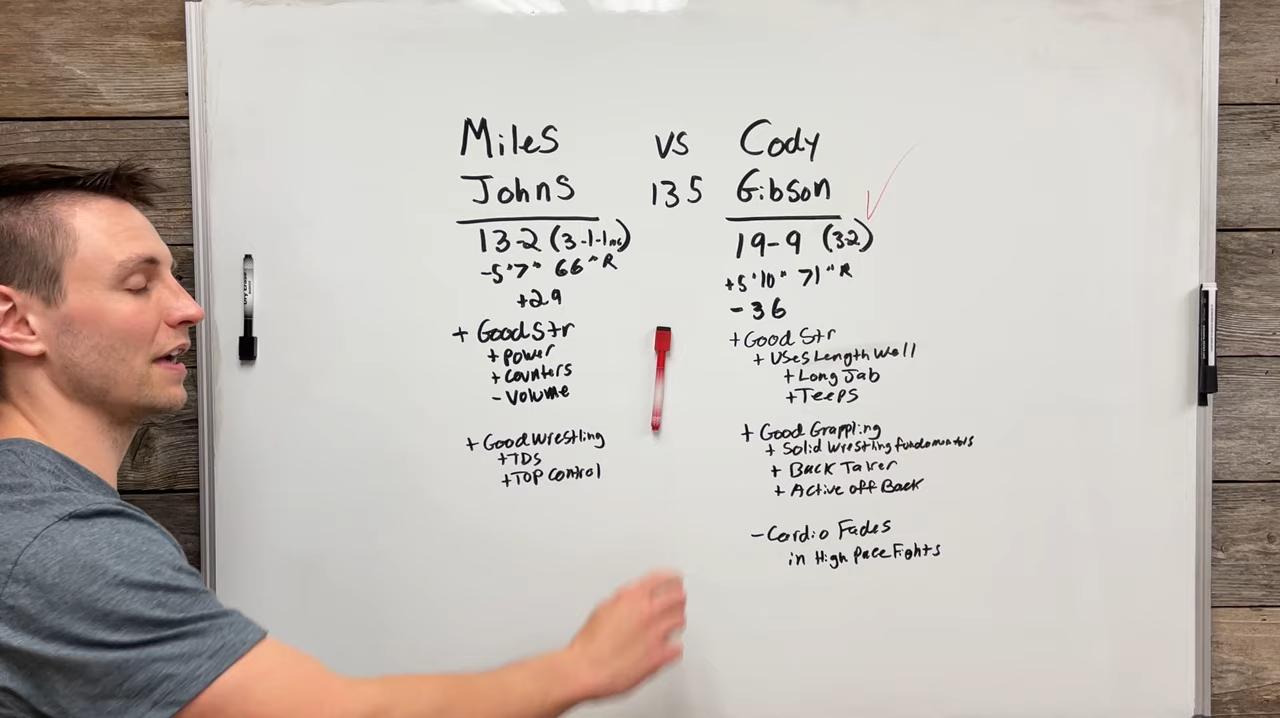 Miles vs Cody
Johns 135 Gibson
13-2 (3-1-1nc)
-5'7" 66"R
+29
+ Good Str
+ Power
+ Counters
- Volume
+ Good Wrestling
+ TDS
+ TOP Control
19-9 (3-2)
+5'10" 71"R
- 36
+ Good Str
+ Uses Length Well
+ Long Jab
+ Teeps
+ Good Grappling
+ Solid Wrestling fundamentals
+ Back Taker
+ Active off Back
- Cardio Fades
in High Pace Fights